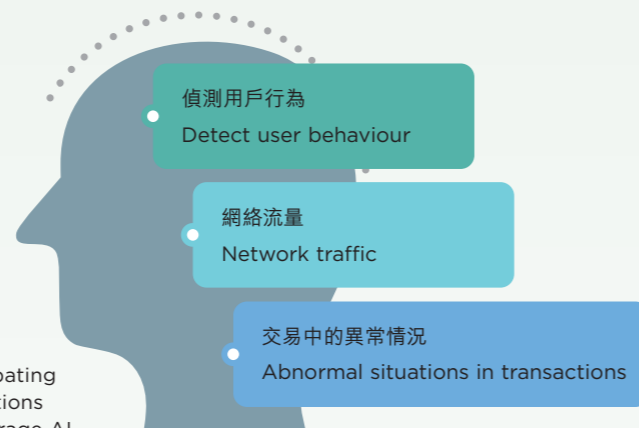 偵測用戶行為
Detect user behaviour
網絡流量
Network traffic
交易中的異常情況
Abnormal situations in transactions